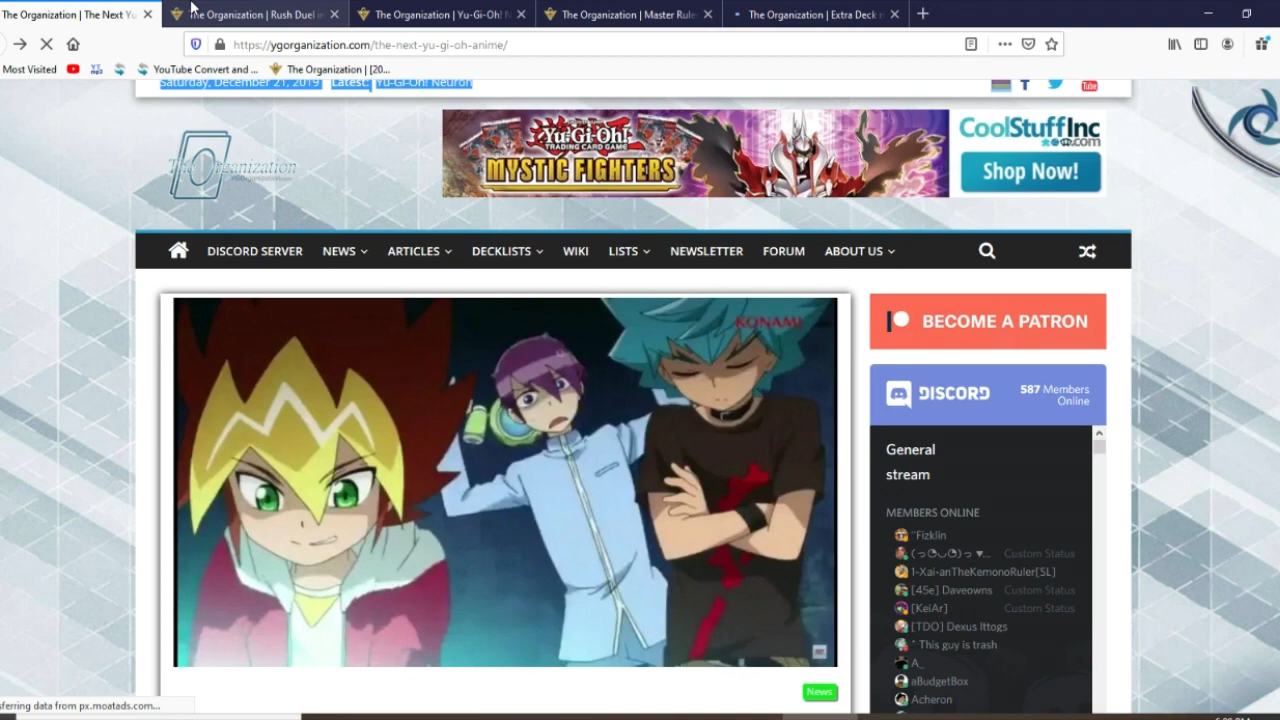 The Organization | The Next Yu
The Organization | Rush Duel i
The Organization | Yu-Gi-Oh! N
The Organization | Master Rule
The Organization | Extra Deck
https://ygorganization.com/the-next-yu-gi-oh-anime/
Most Visited
YouTube Convert and ...
The Organization | [20...
Saturday, December 21, 2019 Latest: Yu-Gi-Oh! Neuron
You Tube
The Organization
Yu-Gi-Oh!
TRADING CARD GAME
MYSTIC FIGHTERS
CoolStuffInc
.com
Shop Now!
DISCORD SERVER NEWS ARTICLES DECKLISTS WIKI LISTS NEWSLETTER FORUM ABOUT US
KONAMI
BECOME A PATRON
DISCORD
587 Members
Online
General
stream
MEMBERS ONLINE
''Fizklin
(っ◔◡◔)っ ♥... Custom Status
1-Xai-anTheKemonoRuler[SL]
[45e] Daveowns Custom Status
[KeiAr] Custom Status
[TDO] Dexus Ittogs
* This guy is trash
A_
aBudgetBox
Acheron
News
sferring data from px.moatads.com...